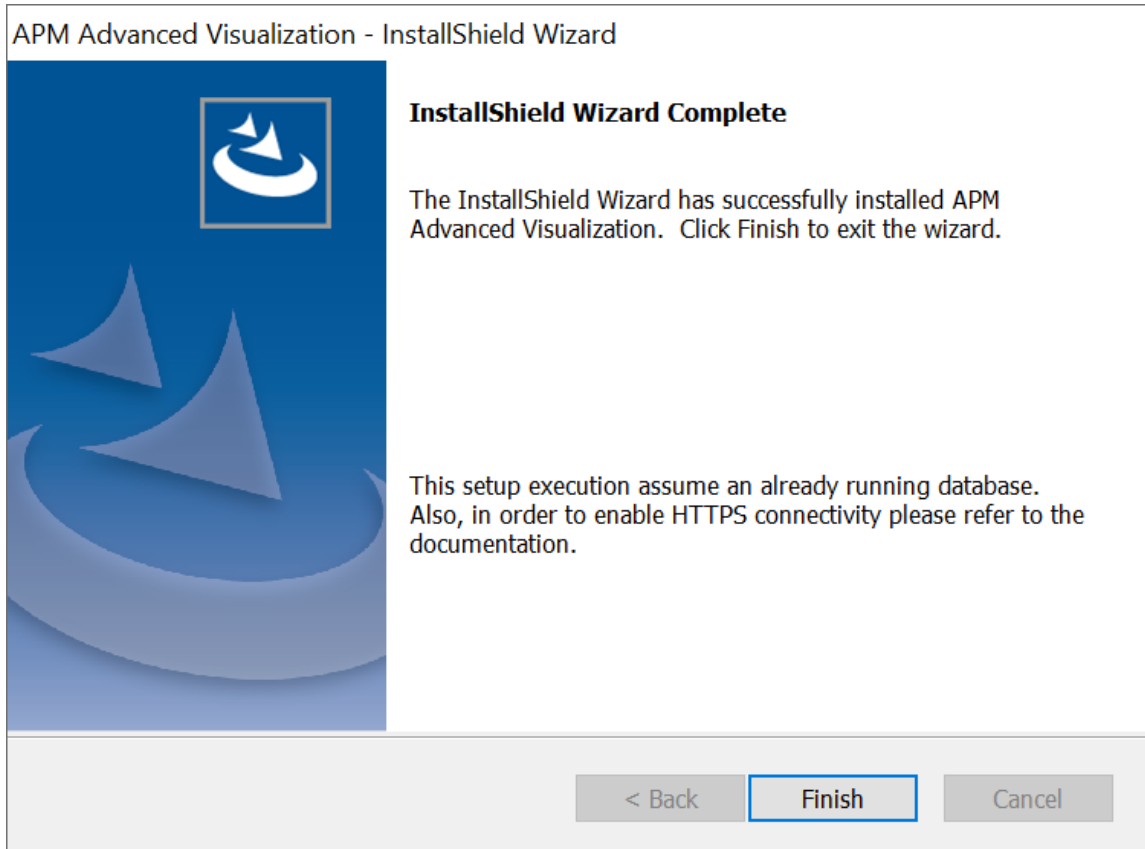 APM Advanced Visualization - InstallShield Wizard
InstallShield Wizard Complete
The InstallShield Wizard has successfully installed APM
Advanced Visualization.  Click Finish to exit the wizard.
This setup execution assume an already running database.
Also, in order to enable HTTPS connectivity please refer to the
documentation.
< Back
Finish
Cancel